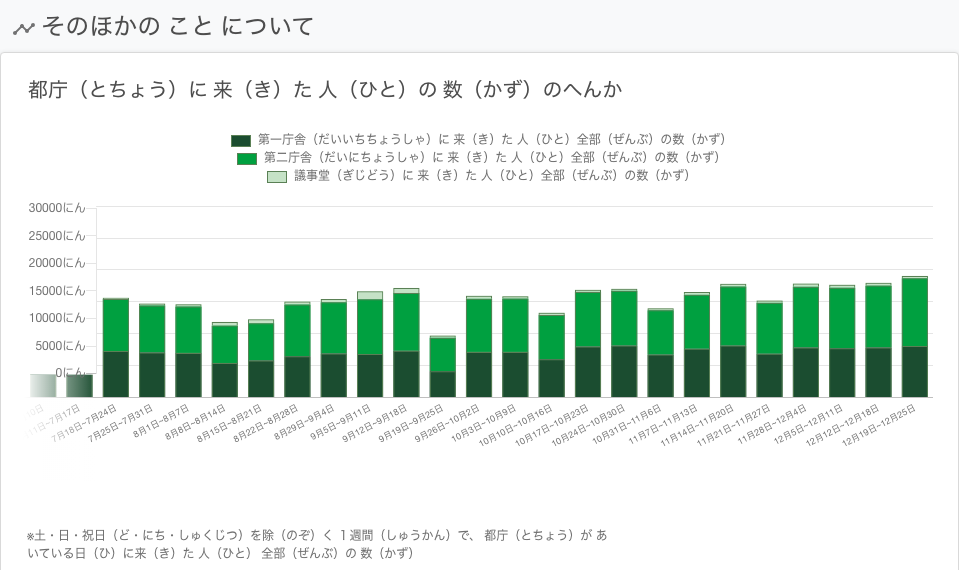 そのほかの こと について
都庁（とちょう）に 来（き）た 人（ひと）の 数（かず）のへんか
第一庁舎（だいいちちょうしゃ）に 来（き）た 人（ひと）全部（ぜんぶ）の数（かず）
第二庁舎（だいにちょうしゃ）に 来（き）た 人（ひと）全部（ぜんぶ）の数（かず）
議事堂（ぎじどう）に 来（き）た 人（ひと）全部（ぜんぶ）の数（かず）
30000にん
25000にん
20000にん
15000にん
10000にん
5000にん
0にん
7月18日~7月24日
7月25日~7月31日
8月1日~8月7日
8月8日~8月14日
8月15日~8月21日
8月22日~8月28日
8月29日~9月4日
9月5日~9月11日
9月12日~9月18日
9月19日~9月25日
9月26日~10月2日
10月3日~10月9日
10月10日~10月16日
10月17日~10月23日
10月24日~10月30日
10月31日~11月6日
11月7日~11月13日
11月14日~11月20日
11月21日~11月27日
11月28日~12月4日
12月5日~12月11日
12月12日~12月18日
12月19日~12月25日
※土・日・祝日（ど・にち・しゅくじつ）を除（のぞ）く １週間（しゅうかん）で、 都庁（とちょう）が あ
いている日（ひ）に来（き）た 人（ひと） 全部（ぜんぶ）の 数（かず）